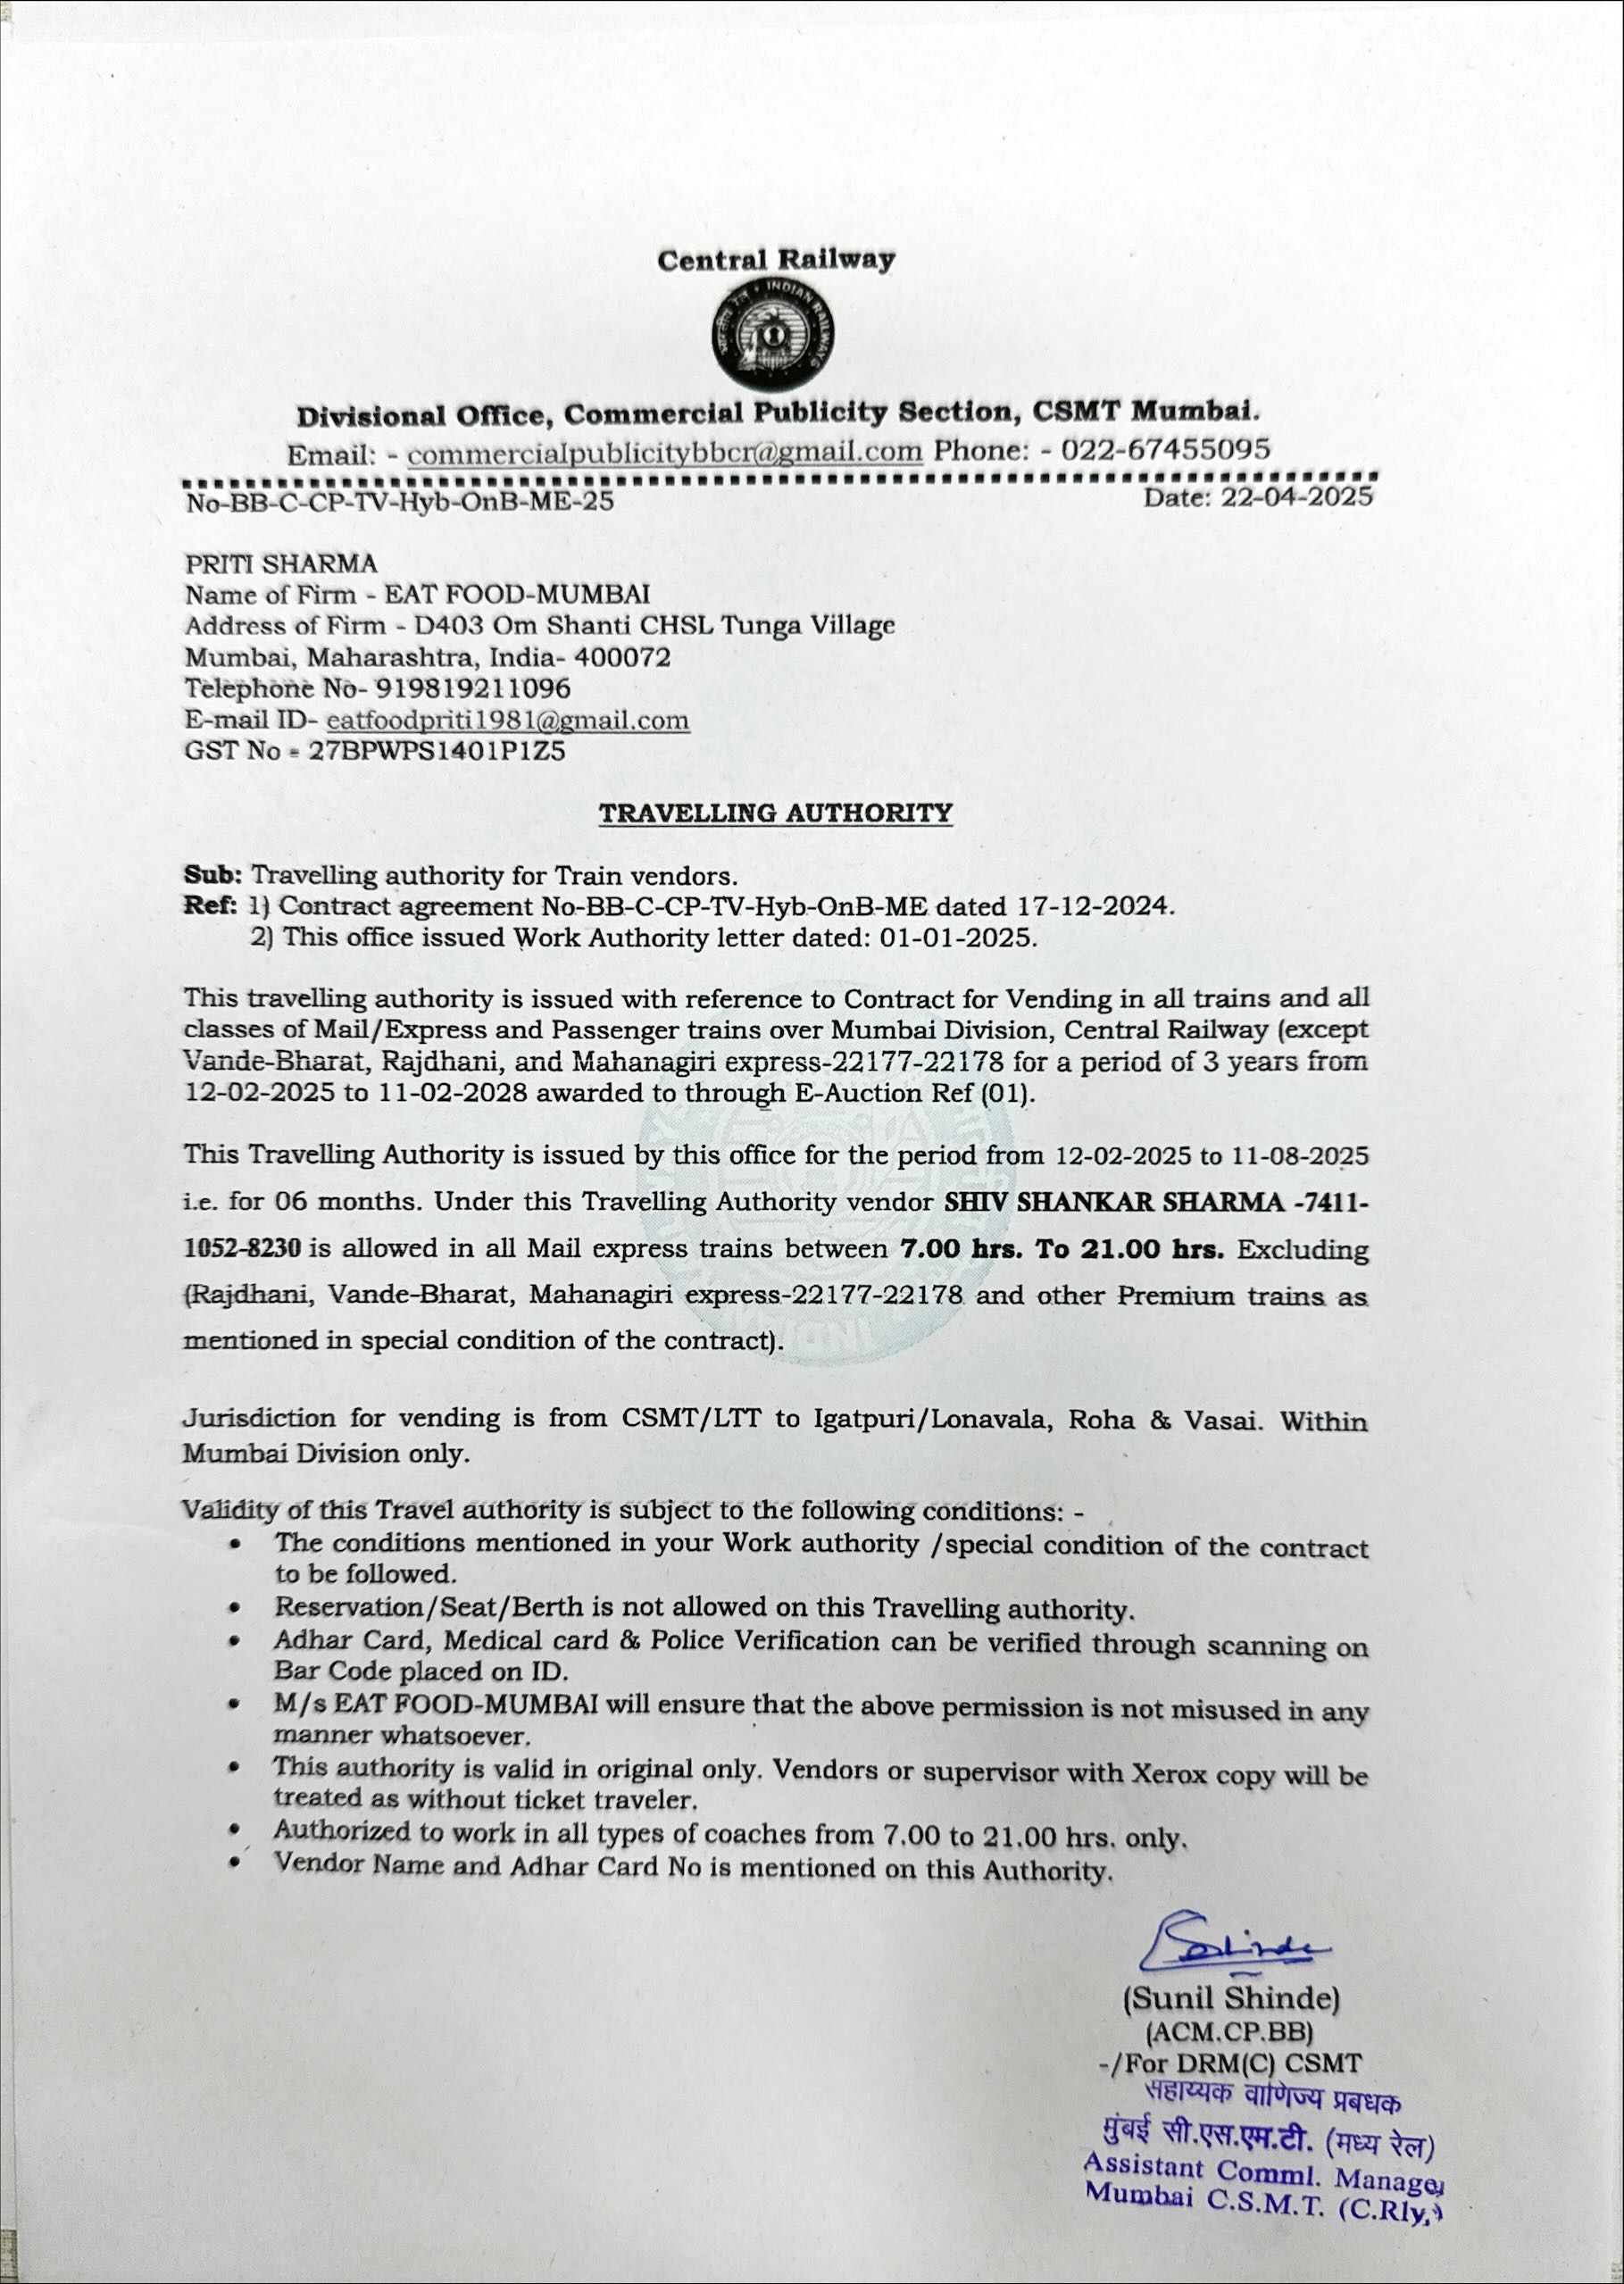 Central Railway
भारतीय रेल * INDIAN RAILWAYS
Divisional Office, Commercial Publicity Section, CSMT Mumbai.
Email: - commercialpublicitybbcr@gmail.com Phone: - 022-67455095
No-BB-C-CP-TV-Hyb-OnB-ME-25 Date: 22-04-2025
PRITI SHARMA
Name of Firm - EAT FOOD-MUMBAI
Address of Firm - D403 Om Shanti CHSL Tunga Village
Mumbai, Maharashtra, India- 400072
Telephone No- 919819211096
E-mail ID- eatfoodpriti1981@gmail.com
GST No - 27BPWPS1401P1Z5
TRAVELLING AUTHORITY
Sub: Travelling authority for Train vendors.
Ref: 1) Contract agreement No-BB-C-CP-TV-Hyb-OnB-ME dated 17-12-2024.
2) This office issued Work Authority letter dated: 01-01-2025.
This travelling authority is issued with reference to Contract for Vending in all trains and all
classes of Mail/Express and Passenger trains over Mumbai Division, Central Railway (except
Vande-Bharat, Rajdhani, and Mahanagiri express-22177-22178 for a period of 3 years from
12-02-2025 to 11-02-2028 awarded to through E-Auction Ref (01).
This Travelling Authority is issued by this office for the period from 12-02-2025 to 11-08-2025
i.e. for 06 months. Under this Travelling Authority vendor SHIV SHANKAR SHARMA -7411-
1052-8230 is allowed in all Mail express trains between 7.00 hrs. To 21.00 hrs. Excluding
(Rajdhani, Vande-Bharat, Mahanagiri express-22177-22178 and other Premium trains as
mentioned in special condition of the contract).
Jurisdiction for vending is from CSMT/LTT to Igatpuri/Lonavala, Roha & Vasai. Within
Mumbai Division only.
Validity of this Travel authority is subject to the following conditions: -
• The conditions mentioned in your Work authority /special condition of the contract
to be followed.
• Reservation/Seat/Berth is not allowed on this Travelling authority.
• Adhar Card, Medical card & Police Verification can be verified through scanning on
Bar Code placed on ID.
• M/s EAT FOOD-MUMBAI will ensure that the above permission is not misused in any
manner whatsoever.
• This authority is valid in original only. Vendors or supervisor with Xerox copy will be
treated as without ticket traveler.
• Authorized to work in all types of coaches from 7.00 to 21.00 hrs. only.
• Vendor Name and Adhar Card No is mentioned on this Authority.
(Sunil Shinde)
(ACM.CP.BB)
-/For DRM(C) CSMT
सहाय्यक वाणिज्य प्रबधक
मुंबई सी.एस.एम.टी. (मध्य रेल)
Assistant Comml. Manager
Mumbai C.S.M.T. (C.Rly.)